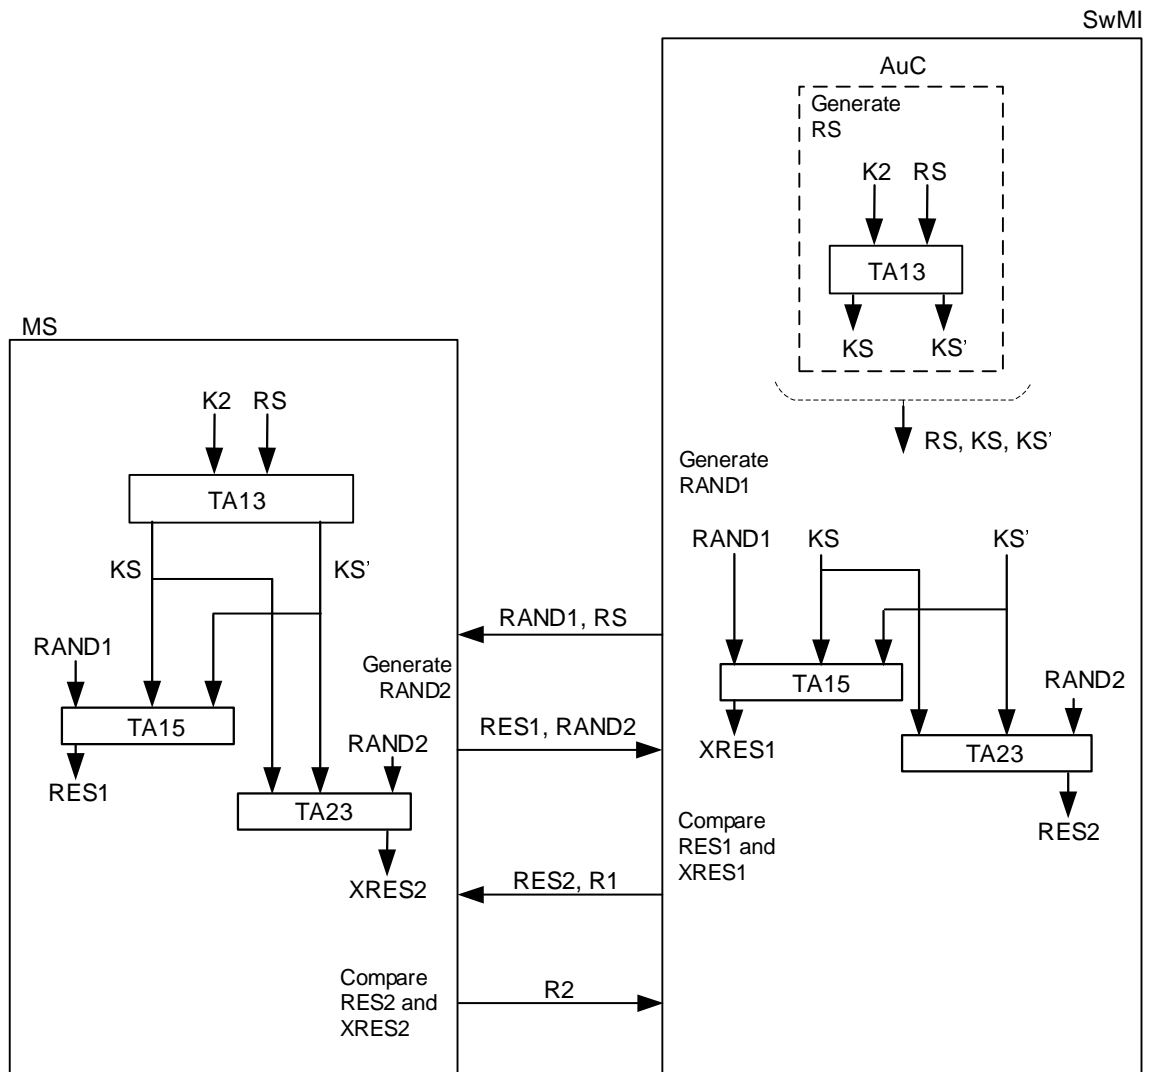 SwMI
AuC
Generate
RS
K2 RS
TA13
KS KS'
RS, KS, KS'
MS
K2 RS
TA13
KS KS'
RAND1
TA15
RES1
RAND2
TA23
XRES2
Generate
RAND2
Compare
RES2 and
XRES2
RAND1, RS
RES1, RAND2
RES2, R1
R2
Generate
RAND1
RAND1 KS KS'
TA15
XRES1
RAND2
TA23
RES2
Compare
RES1 and
XRES1